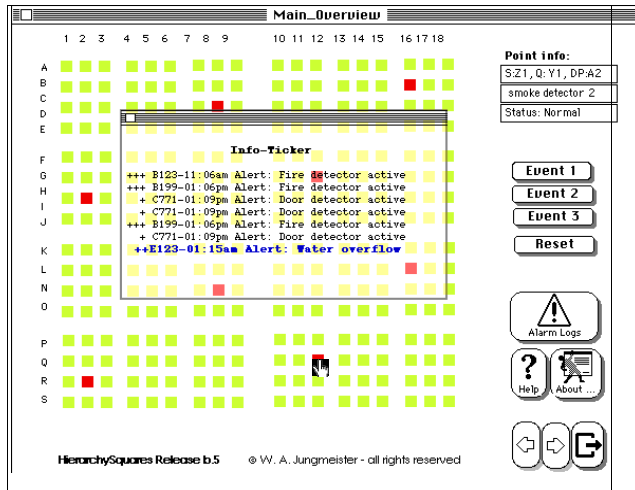 Main_Overview
1 2 3 4 5 6 7 8 9 10 11 12 13 14 15 16 17 18
A
B
C
D
E
F
G
H
I
J
K
L
N
O
P
Q
R
S
Point info:
S:Z1, Q: Y1, DP:A2
smoke detector 2
Status: Normal
Info-Ticker
+++ B123-11:06am Alert: Fire detector active
+++ B199-01:06pm Alert: Fire detector active
+ C771-01:09pm Alert: Door detector active
+ C771-01:09pm Alert: Door detector active
+++ B199-01:06pm Alert: Fire detector active
+ C771-01:09pm Alert: Door detector active
++E123-01:15am Alert: Water overflow
Event 1
Event 2
Event 3
Reset
Alarm Logs
?
Help
About ...
HierarchySquares Release b.5 © W. A. Jungmeister - all rights reserved